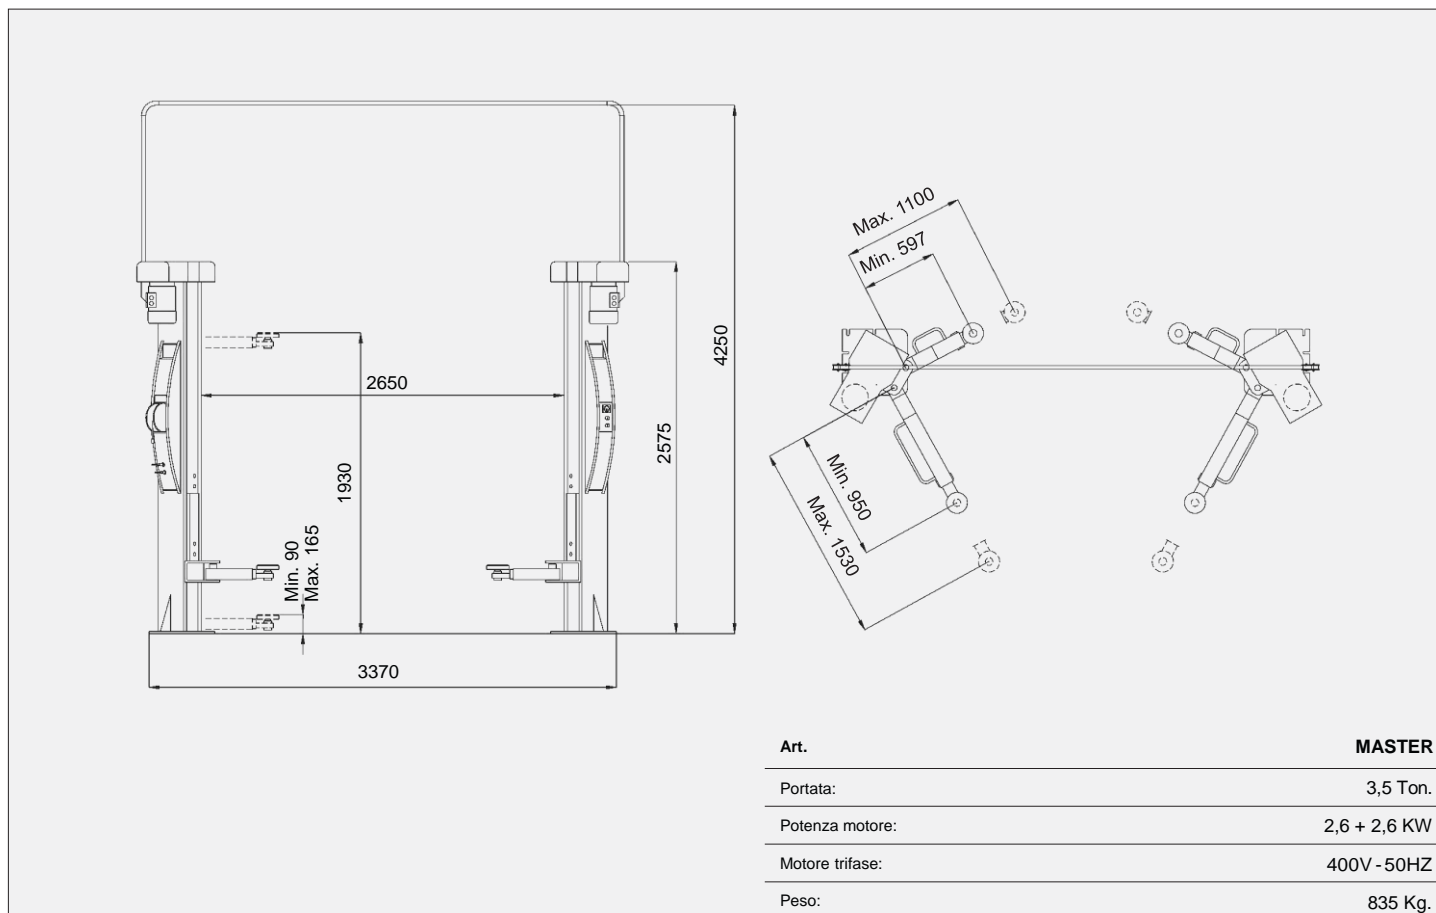 4250
2575
2650
1930
Min. 90
Max. 165
3370
Max. 1100
Min. 597
Min. 950
Max. 1530
Art. MASTER
Portata: 3,5 Ton.
Potenza motore: 2,6 + 2,6 KW
Motore trifase: 400V - 50HZ
Peso: 835 Kg.